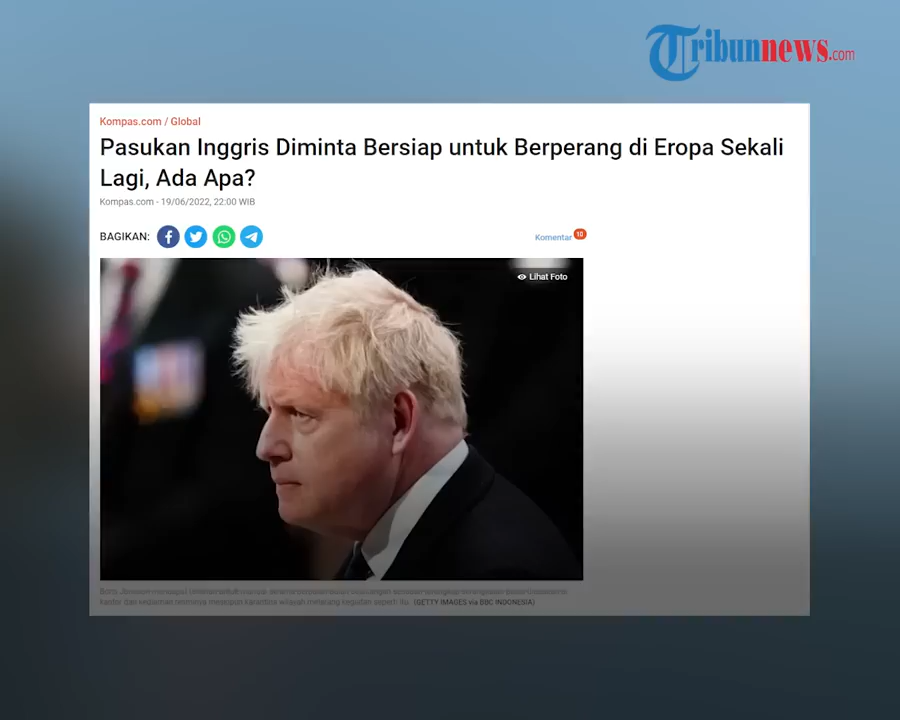 Tribunnews.com
Kompas.com / Global
Pasukan Inggris Diminta Bersiap untuk Berperang di Eropa Sekali
Lagi, Ada Apa?
Kompas.com - 19/06/2022, 22:00 WIB
BAGIKAN:
Komentar 10
Lihat Foto
(GETTY IMAGES via BBC INDONESIA)